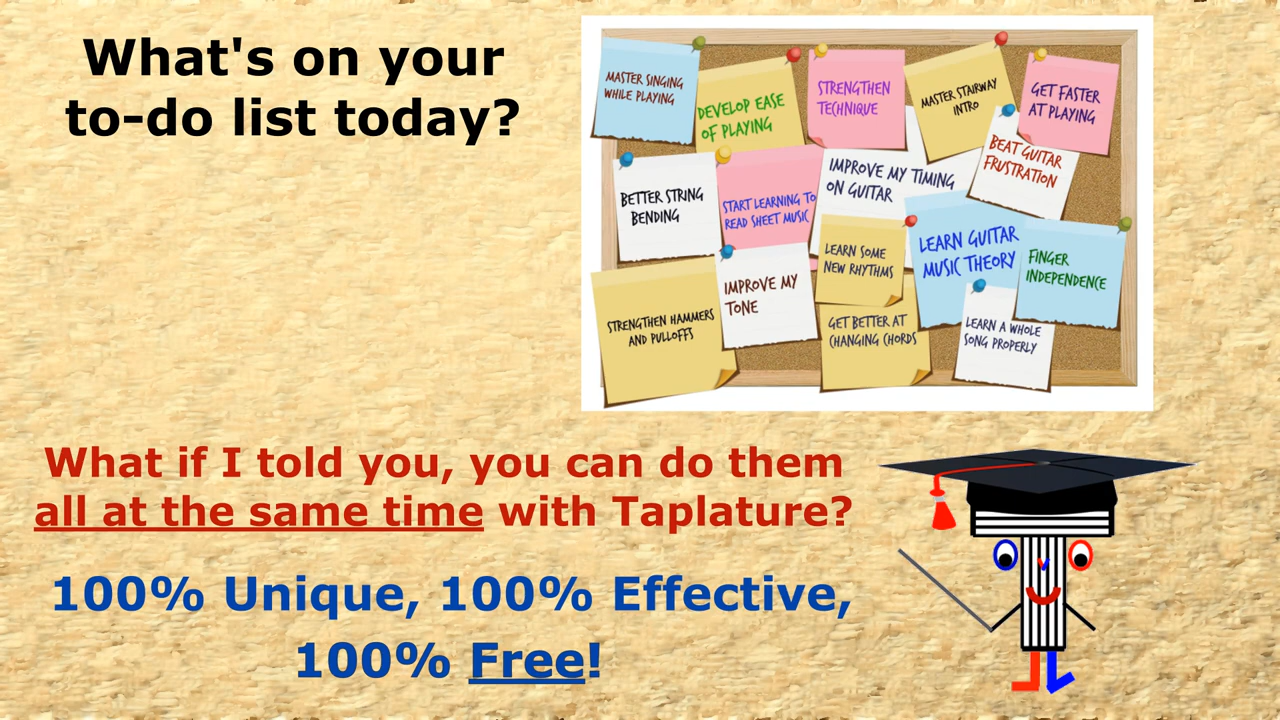 What's on your
to-do list today?
MASTER SINGING
WHILE PLAYING
DEVELOP EASE
OF PLAYING
STRENGTHEN
TECHNIQUE
MASTER STAIRWAY
INTRO
GET FASTER
AT PLAYING
BETTER STRING
BENDING
START LEARNING TO
READ SHEET MUSIC
IMPROVE MY TIMING
ON GUITAR
BEAT GUITAR
FRUSTRATION
LEARN SOME
NEW RHYTHMS
LEARN GUITAR
MUSIC THEORY
FINGER
INDEPENDENCE
STRENGTHEN HAMMERS
AND PULLOFFS
IMPROVE MY
TONE
GET BETTER AT
CHANGING CHORDS
LEARN A WHOLE
SONG PROPERLY
What if I told you, you can do them
all at the same time with Taplature?
100% Unique, 100% Effective,
100% Free!